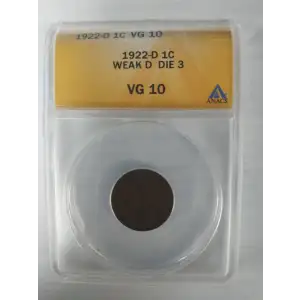 1922-D 1C VG 10
1922-D 1C
WEAK D DIE 3
VG 10
ANACS